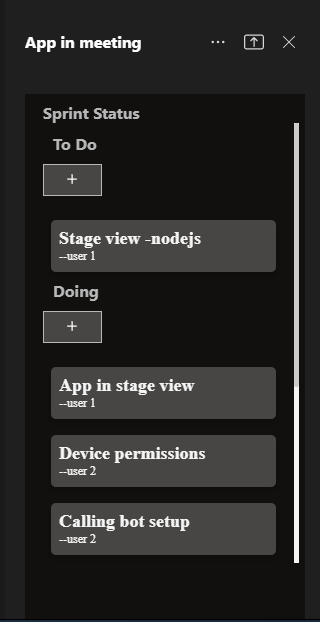 App in meeting
Sprint Status
To Do
+
Stage view -nodejs
--user 1
Doing
+
App in stage view
--user 1
Device permissions
--user 2
Calling bot setup
--user 2